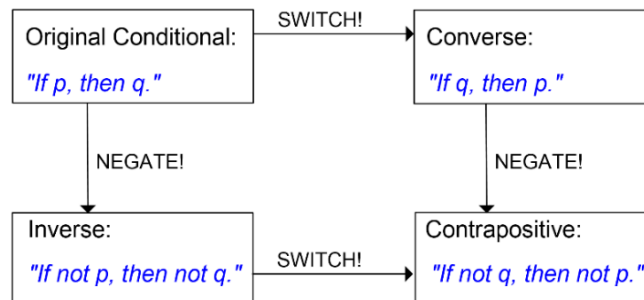 Original Conditional:
"If p, then q."
SWITCH!
Converse:
"If q, then p."
NEGATE!
NEGATE!
Inverse:
"If not p, then not q."
SWITCH!
Contrapositive:
"If not q, then not p."